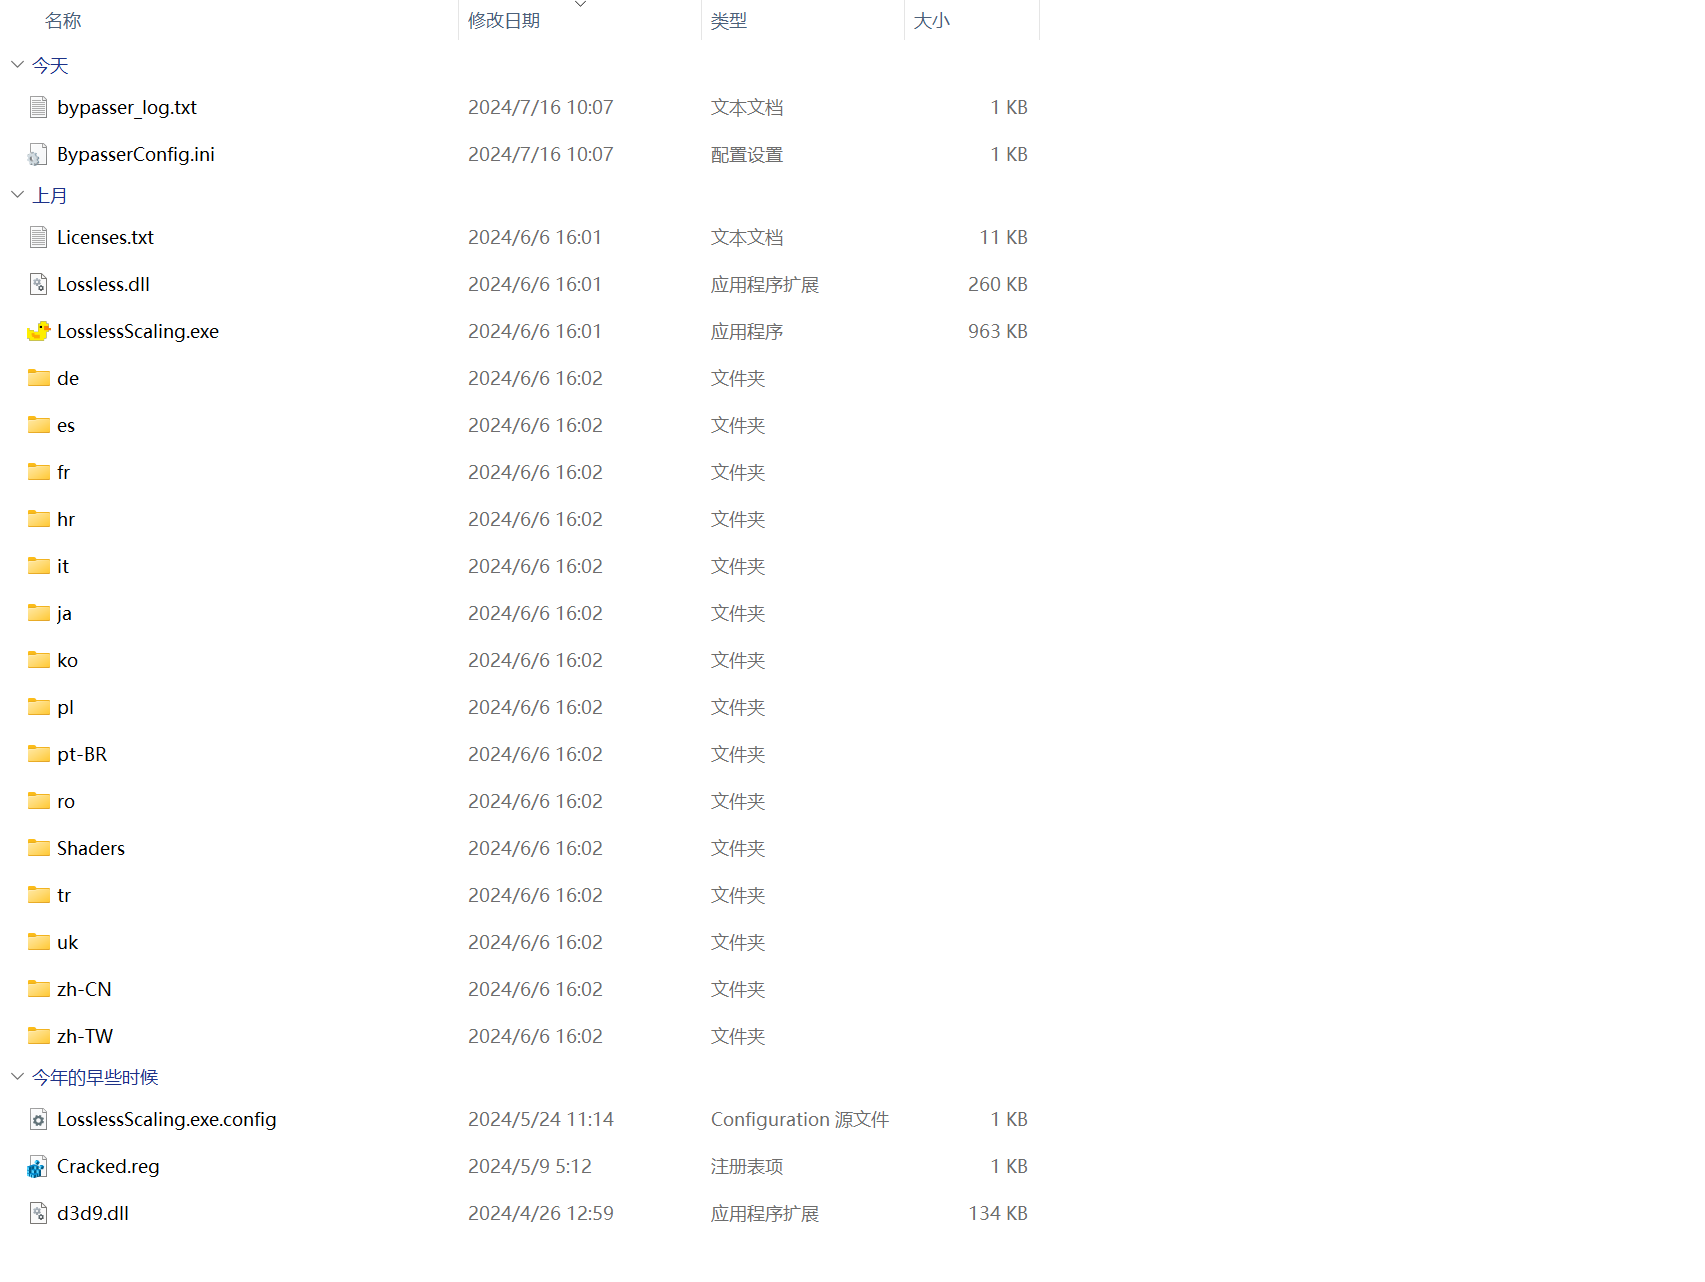 名称 修改日期 类型 大小
今天
bypasser_log.txt 2024/7/16 10:07 文本文档 1 KB
BypasserConfig.ini 2024/7/16 10:07 配置设置 1 KB
上月
Licenses.txt 2024/6/6 16:01 文本文档 11 KB
Lossless.dll 2024/6/6 16:01 应用程序扩展 260 KB
LosslessScaling.exe 2024/6/6 16:01 应用程序 963 KB
de 2024/6/6 16:02 文件夹
es 2024/6/6 16:02 文件夹
fr 2024/6/6 16:02 文件夹
hr 2024/6/6 16:02 文件夹
it 2024/6/6 16:02 文件夹
ja 2024/6/6 16:02 文件夹
ko 2024/6/6 16:02 文件夹
pl 2024/6/6 16:02 文件夹
pt-BR 2024/6/6 16:02 文件夹
ro 2024/6/6 16:02 文件夹
Shaders 2024/6/6 16:02 文件夹
tr 2024/6/6 16:02 文件夹
uk 2024/6/6 16:02 文件夹
zh-CN 2024/6/6 16:02 文件夹
zh-TW 2024/6/6 16:02 文件夹
今年的早些时候
LosslessScaling.exe.config 2024/5/24 11:14 Configuration 源文件 1 KB
Cracked.reg 2024/5/9 5:12 注册表项 1 KB
d3d9.dll 2024/4/26 12:59 应用程序扩展 134 KB